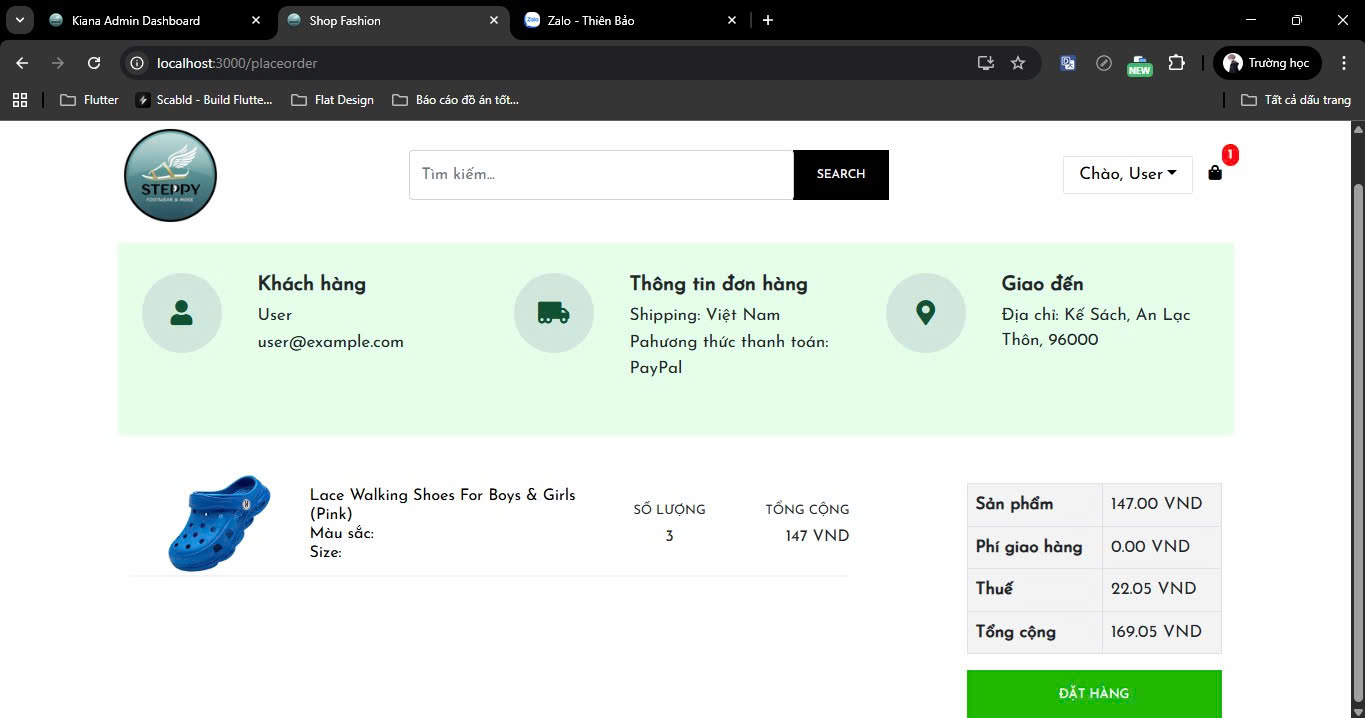 Kiana Admin Dashboard
Shop Fashion
Zalo - Thiên Bảo
localhost:3000/placeorder
NEW
Trường học
Flutter
Scabld - Build Flutte...
Flat Design
Báo cáo đồ án tốt...
Tất cả dấu trang
STEPPY
FOOTWEAR & MORE
Tìm kiếm...
SEARCH
Chào, User
1
Khách hàng
User
user@example.com
Thông tin đơn hàng
Shipping: Việt Nam
Pahương thức thanh toán:
PayPal
Giao đến
Địa chỉ: Kế Sách, An Lạc
Thôn, 96000
Lace Walking Shoes For Boys & Girls
(Pink)
Màu sắc:
Size:
SỐ LƯỢNG
3
TỔNG CỘNG
147 VND
Sản phẩm 147.00 VND
Phí giao hàng 0.00 VND
Thuế 22.05 VND
Tổng cộng 169.05 VND
ĐẶT HÀNG